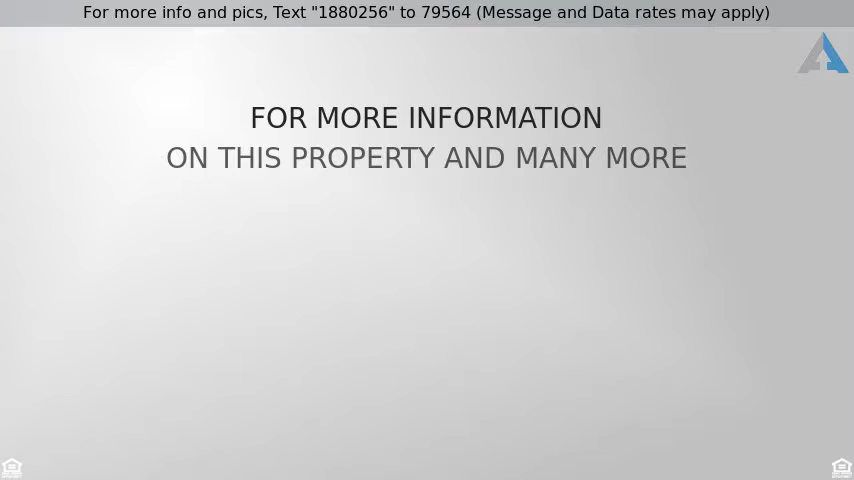 For more info and pics, Text "1880256" to 79564 (Message and Data rates may apply)
FOR MORE INFORMATION
ON THIS PROPERTY AND MANY MORE